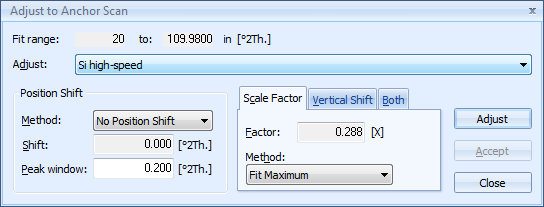 Adjust to Anchor Scan
Fit range: 20 to: 109.9800 in [°2Th.]
Adjust: Si high-speed
Position Shift
Method: No Position Shift
Shift: 0.000 [°2Th.]
Peak window: 0.200 [°2Th.]
Scale Factor Vertical Shift Both
Factor: 0.288 [X]
Method:
Fit Maximum
Adjust
Accept
Close